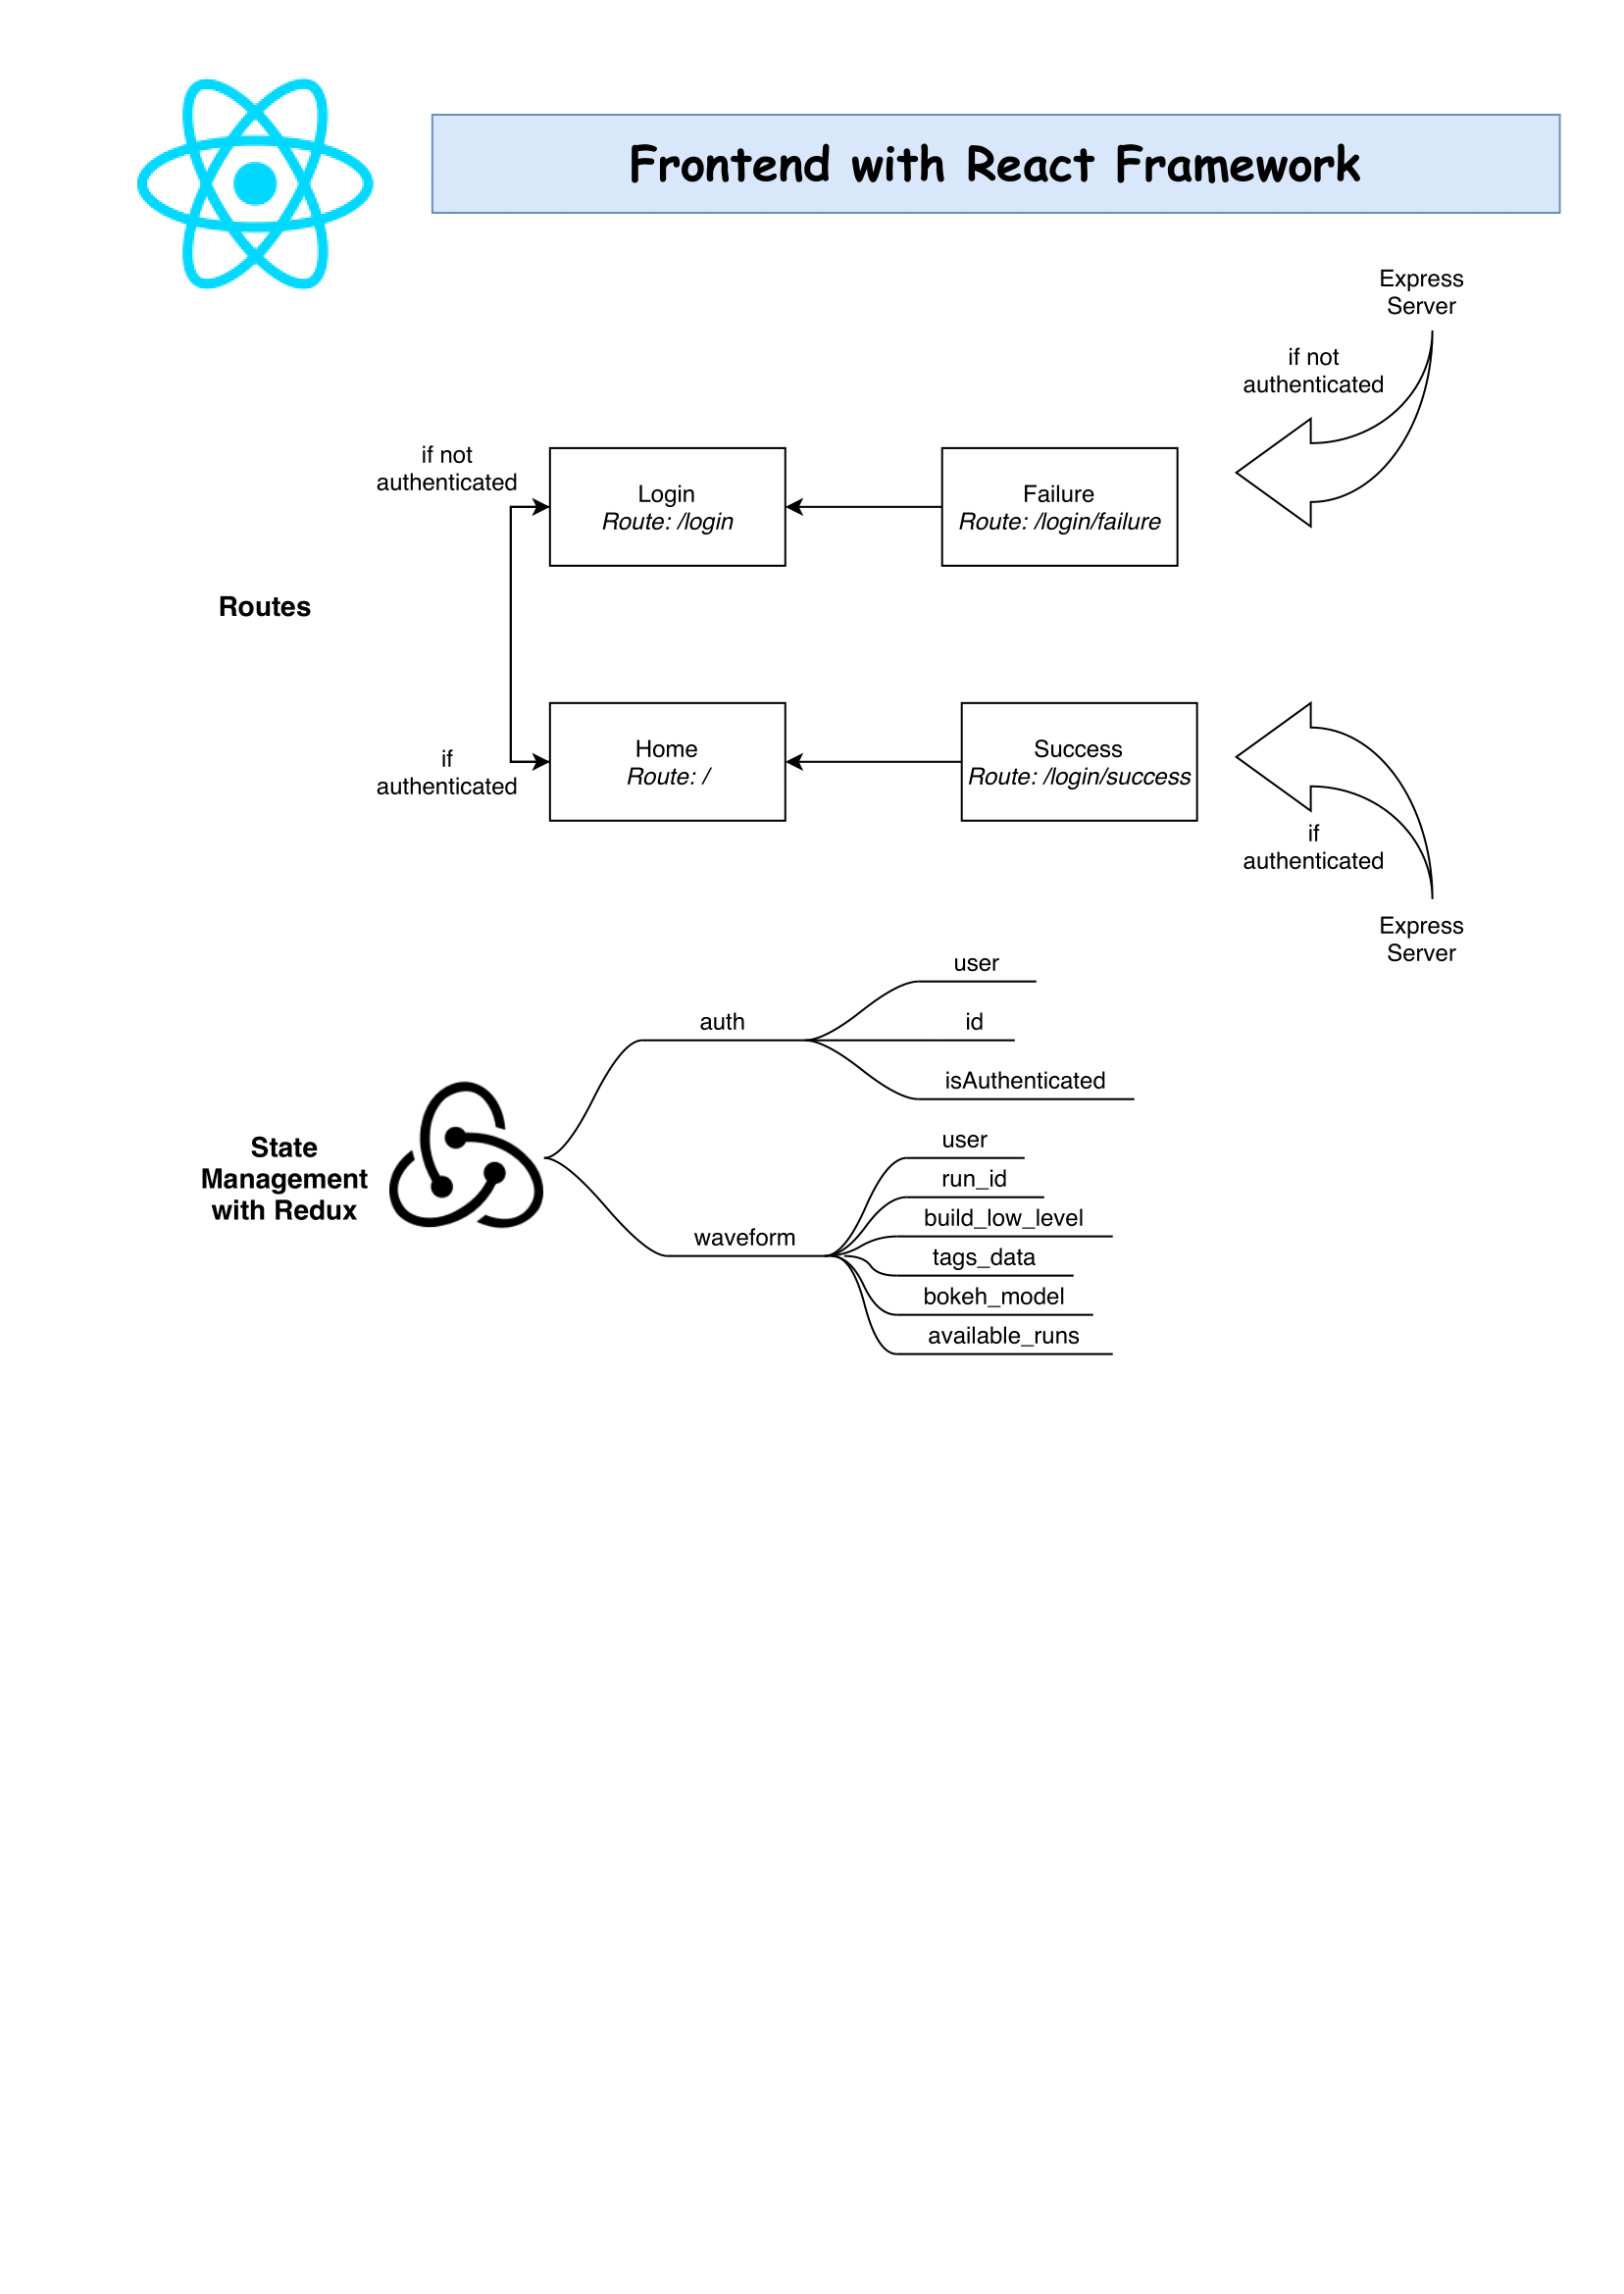 Frontend with React Framework
Express
Server
if not
authenticated
if not
authenticated
Login
Route: /login
Failure
Route: /login/failure
Routes
if
authenticated
Home
Route: /
Success
Route: /login/success
if
authenticated
Express
Server
State
Management
with Redux
auth
user
id
isAuthenticated
waveform
user
run_id
build_low_level
tags_data
bokeh_model
available_runs